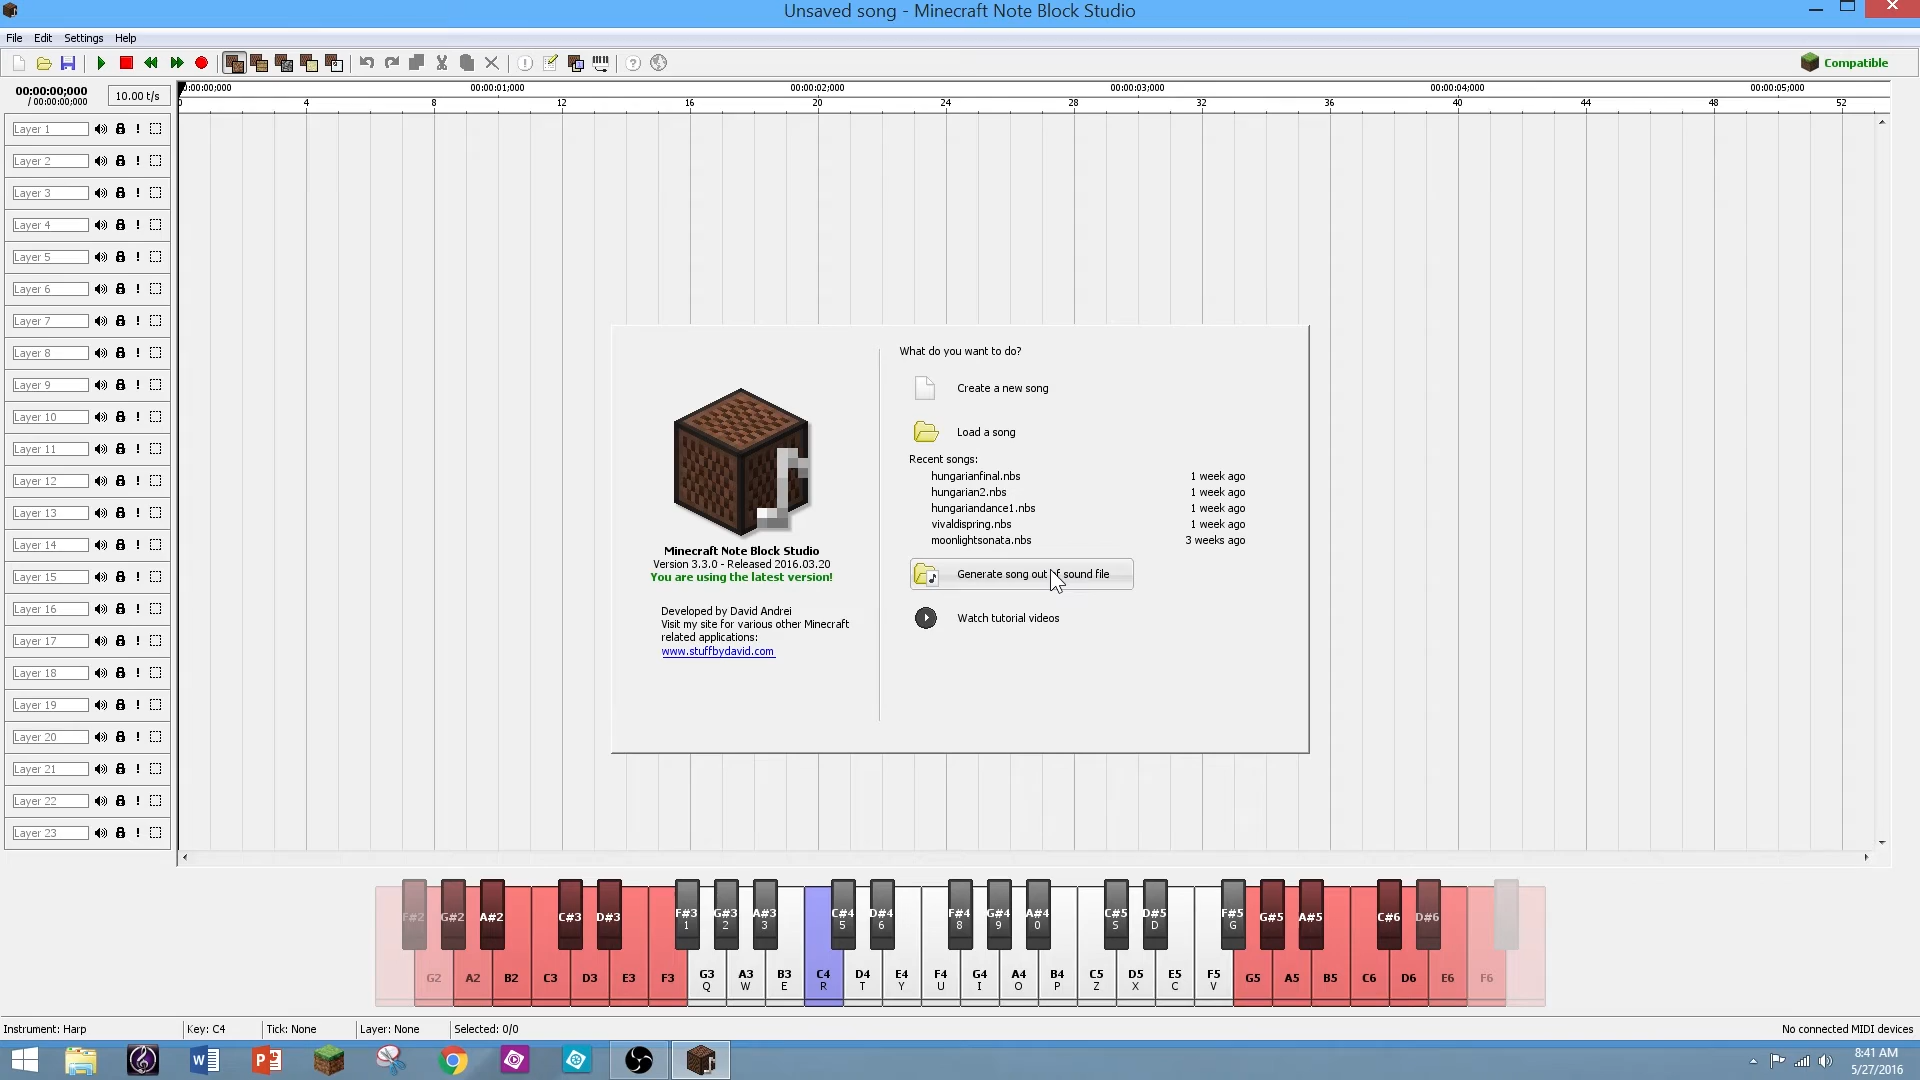 Unsaved song - Minecraft Note Block Studio
File Edit Settings Help
Compatible
00:00:00;000
/ 00:00:00;000
10.00 t/s
0:00:00;000 00:00:01;000 00:00:02;000 00:00:03;000 00:00:04;000 00:00:05;000
0 4 8 12 16 20 24 28 32 36 40 44 48 52
Layer 1
Layer 2
Layer 3
Layer 4
Layer 5
Layer 6
Layer 7
Layer 8
Layer 9
Layer 10
Layer 11
Layer 12
Layer 13
Layer 14
Layer 15
Layer 16
Layer 17
Layer 18
Layer 19
Layer 20
Layer 21
Layer 22
Layer 23
Minecraft Note Block Studio
Version 3.3.0 - Released 2016.03.20
You are using the latest version!
Developed by David Andrei
Visit my site for various other Minecraft
related applications:
www.stuffbydavid.com
What do you want to do?
Create a new song
Load a song
Recent songs:
hungarianfinal.nbs 1 week ago
hungarian2.nbs 1 week ago
hungariandance1.nbs 1 week ago
vivaldispring.nbs 1 week ago
moonlightsonata.nbs 3 weeks ago
Generate song out of sound file
Watch tutorial videos
F#2 G#2 A#2 C#3 D#3 F#3 G#3 A#3 C#4 D#4 F#4 G#4 A#4 C#5 D#5 F#5 G#5 A#5 C#6 D#6
1 2 3 5 6 8 9 0 S D G
G2 A2 B2 C3 D3 E3 F3 G3 A3 B3 C4 D4 E4 F4 G4 A4 B4 C5 D5 E5 F5 G5 A5 B5 C6 D6 E6 F6
Q W E R T Y U I O P Z X C V
Instrument: Harp Key: C4 Tick: None Layer: None Selected: 0/0 No connected MIDI devices
8:41 AM
5/27/2016